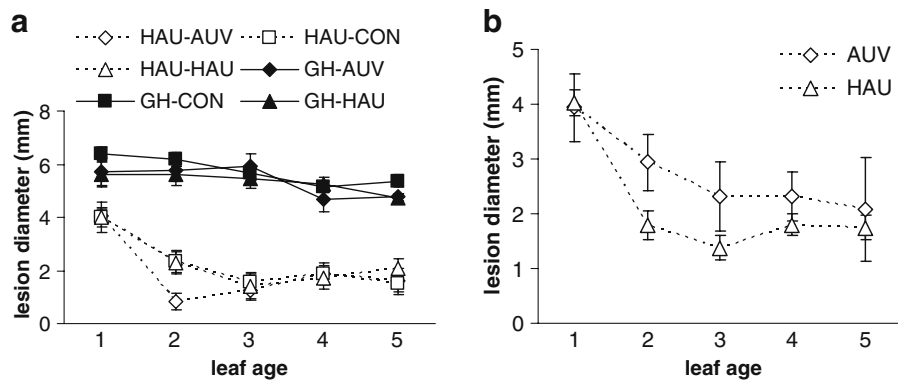 a
HAU-AUV HAU-CON
HAU-HAU GH-AUV
GH-CON GH-HAU
lesion diameter (mm)
8
6
4
2
0
1 2 3 4 5
leaf age
b
AUV
HAU
lesion diameter (mm)
5
4
3
2
1
0
1 2 3 4 5
leaf age